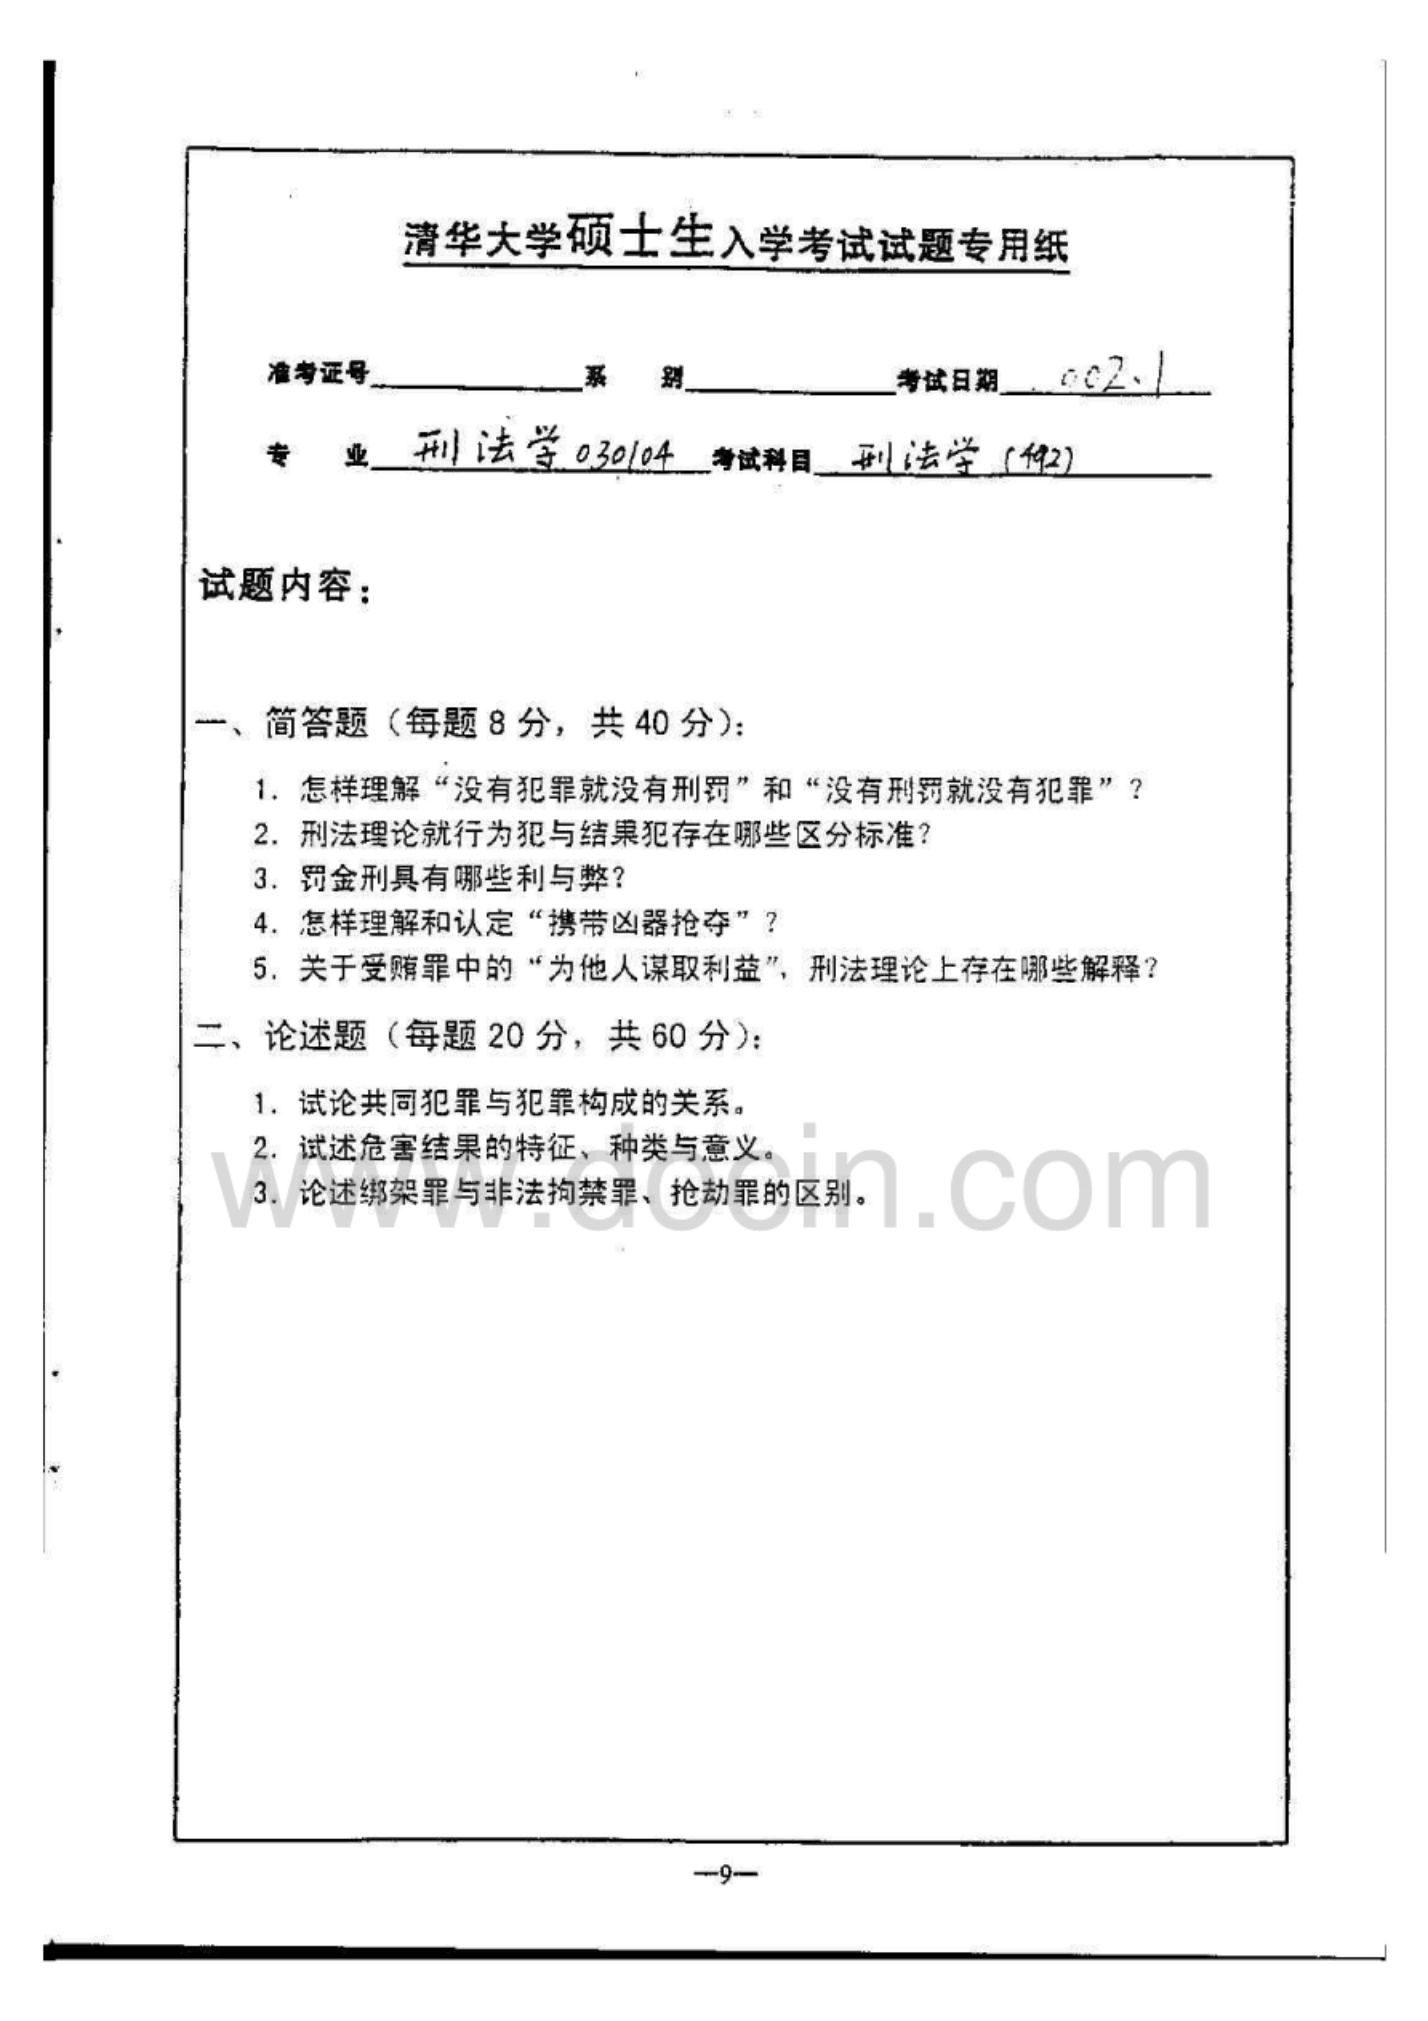 清华大学硕士生入学考试试题专用纸
准考证号 系 别 考试日期 002.1
专 业 刑法学 030104 考试科目 刑法学 (492)
试题内容：
一、简答题（每题 8 分，共 40 分）：
1. 怎样理解“没有犯罪就没有刑罚”和“没有刑罚就没有犯罪”？
2. 刑法理论就行为犯与结果犯存在哪些区分标准？
3. 罚金刑具有哪些利与弊？
4. 怎样理解和认定“携带凶器抢夺”？
5. 关于受贿罪中的“为他人谋取利益”，刑法理论上存在哪些解释？
二、论述题（每题 20 分，共 60 分）：
1. 试论共同犯罪与犯罪构成的关系。
2. 试述危害结果的特征、种类与意义。
3. 论述绑架罪与非法拘禁罪、抢劫罪的区别。
www.docin.com
—9—